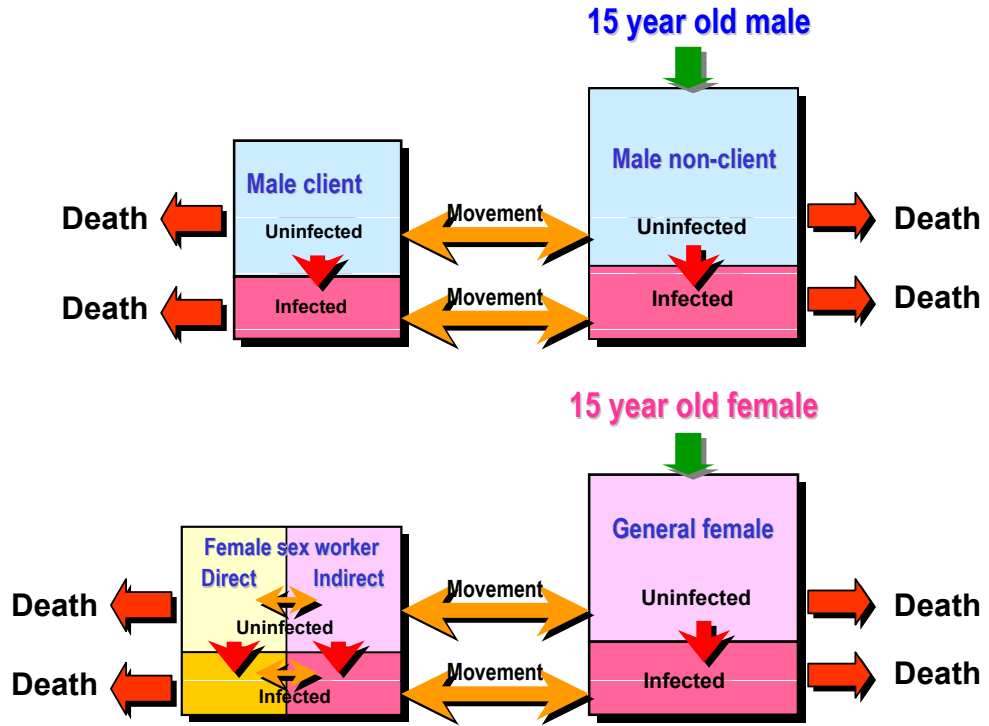 15 year old male
Male client
Male non-client
Death
Uninfected
Movement
Uninfected
Death
Death
Infected
Movement
Infected
Death
15 year old female
Female sex worker
Direct
Indirect
General female
Death
Uninfected
Movement
Uninfected
Death
Death
Infected
Movement
Infected
Death